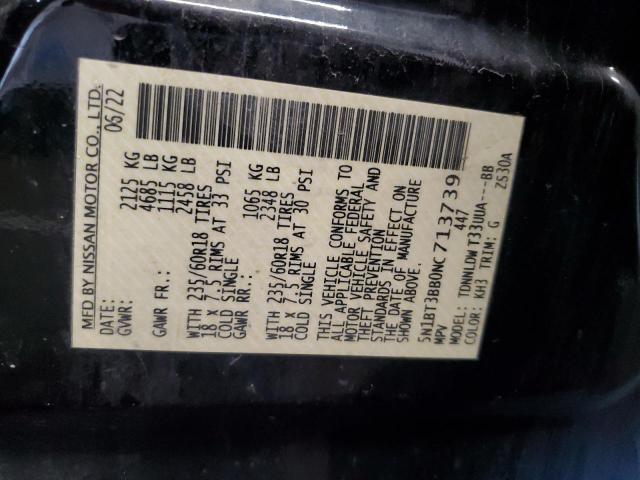 MFD BY NISSAN MOTOR CO., LTD.
DATE: 06/22
GVWR: 2125 KG
4685 LB
GAWR FR: 1115 KG
2458 LB
WITH 235/60R18 TIRES
18 X 7.5 RIMS AT 33 PSI
COLD SINGLE
GAWR RR: 1065 KG
2348 LB
WITH 235/60R18 TIRES
18 X 7.5 RIMS AT 30 PSI
COLD SINGLE
THIS VEHICLE CONFORMS TO
ALL APPLICABLE FEDERAL
MOTOR VEHICLE SAFETY AND
THEFT PREVENTION
STANDARDS IN EFFECT ON
THE DATE OF MANUFACTURE
SHOWN ABOVE.
5N1BT3BB0NC713739
MPV 447
MODEL: TDNNLDWT33UUA---BB
COLOR: KH3 TRIM: G Z530A